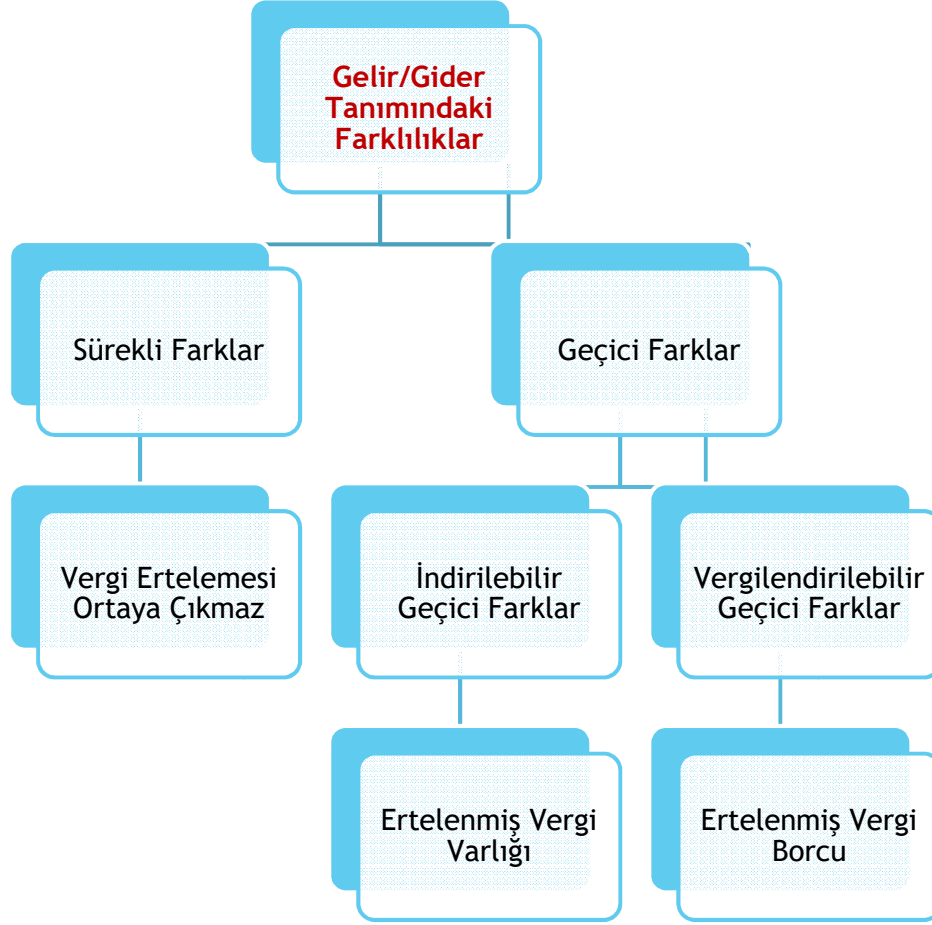 Gelir/Gider
Tanımındaki
Farklılıklar
Sürekli Farklar
Geçici Farklar
Vergi Ertelemesi
Ortaya Çıkmaz
İndirilebilir
Geçici Farklar
Vergilendirilebilir
Geçici Farklar
Ertelenmiş Vergi
Varlığı
Ertelenmiş Vergi
Borcu